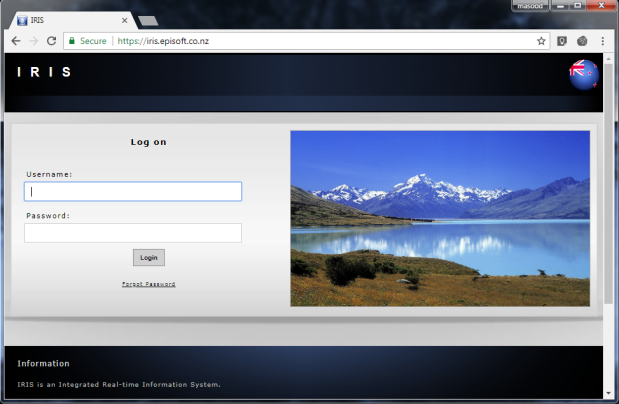 masood
IRIS
Secure
https://iris.episoft.co.nz
IRIS
Log on
Username:
Password:
Login
Forgot Password
Information
IRIS is an Integrated Real-time Information System.